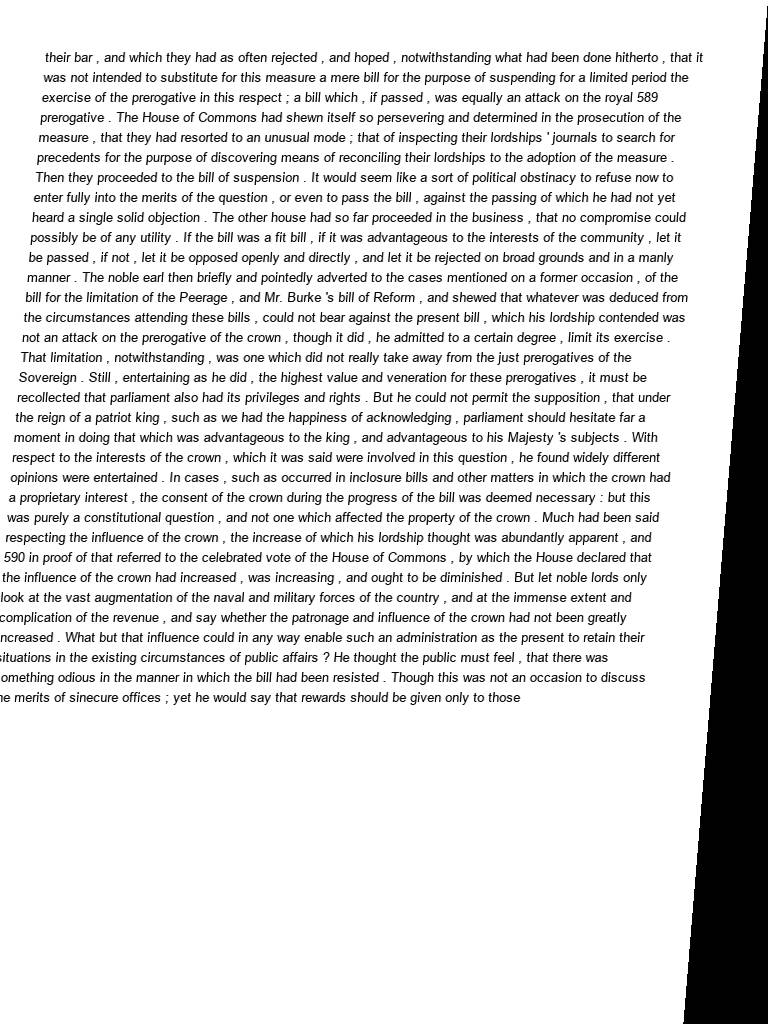 their bar , and which they had as often rejected , and hoped , notwithstanding what had been done hitherto , that it
was not intended to substitute for this measure a mere bill for the purpose of suspending for a limited period the
exercise of the prerogative in this respect ; a bill which , if passed , was equally an attack on the royal 589
prerogative . The House of Commons had shewn itself so persevering and determined in the prosecution of the
measure , that they had resorted to an unusual mode ; that of inspecting their lordships ' journals to search for
precedents for the purpose of discovering means of reconciling their lordships to the adoption of the measure .
Then they proceeded to the bill of suspension . It would seem like a sort of political obstinacy to refuse now to
enter fully into the merits of the question , or even to pass the bill , against the passing of which he had not yet
heard a single solid objection . The other house had so far proceeded in the business , that no compromise could
possibly be of any utility . If the bill was a fit bill , if it was advantageous to the interests of the community , let it
be passed , if not , let it be opposed openly and directly , and let it be rejected on broad grounds and in a manly
manner . The noble earl then briefly and pointedly adverted to the cases mentioned on a former occasion , of the
bill for the limitation of the Peerage , and Mr. Burke 's bill of Reform , and shewed that whatever was deduced from
the circumstances attending these bills , could not bear against the present bill , which his lordship contended was
not an attack on the prerogative of the crown , though it did , he admitted to a certain degree , limit its exercise .
That limitation , notwithstanding , was one which did not really take away from the just prerogatives of the
Sovereign . Still , entertaining as he did , the highest value and veneration for these prerogatives , it must be
recollected that parliament also had its privileges and rights . But he could not permit the supposition , that under
the reign of a patriot king , such as we had the happiness of acknowledging , parliament should hesitate far a
moment in doing that which was advantageous to the king , and advantageous to his Majesty 's subjects . With
respect to the interests of the crown , which it was said were involved in this question , he found widely different
opinions were entertained . In cases , such as occurred in inclosure bills and other matters in which the crown had
a proprietary interest , the consent of the crown during the progress of the bill was deemed necessary : but this
was purely a constitutional question , and not one which affected the property of the crown . Much had been said
respecting the influence of the crown , the increase of which his lordship thought was abundantly apparent , and
590 in proof of that referred to the celebrated vote of the House of Commons , by which the House declared that
the influence of the crown had increased , was increasing , and ought to be diminished . But let noble lords only
look at the vast augmentation of the naval and military forces of the country , and at the immense extent and
complication of the revenue , and say whether the patronage and influence of the crown had not been greatly
ncreased . What but that influence could in any way enable such an administration as the present to retain their
situations in the existing circumstances of public affairs ? He thought the public must feel , that there was
omething odious in the manner in which the bill had been resisted . Though this was not an occasion to discuss
he merits of sinecure offices ; yet he would say that rewards should be given only to those